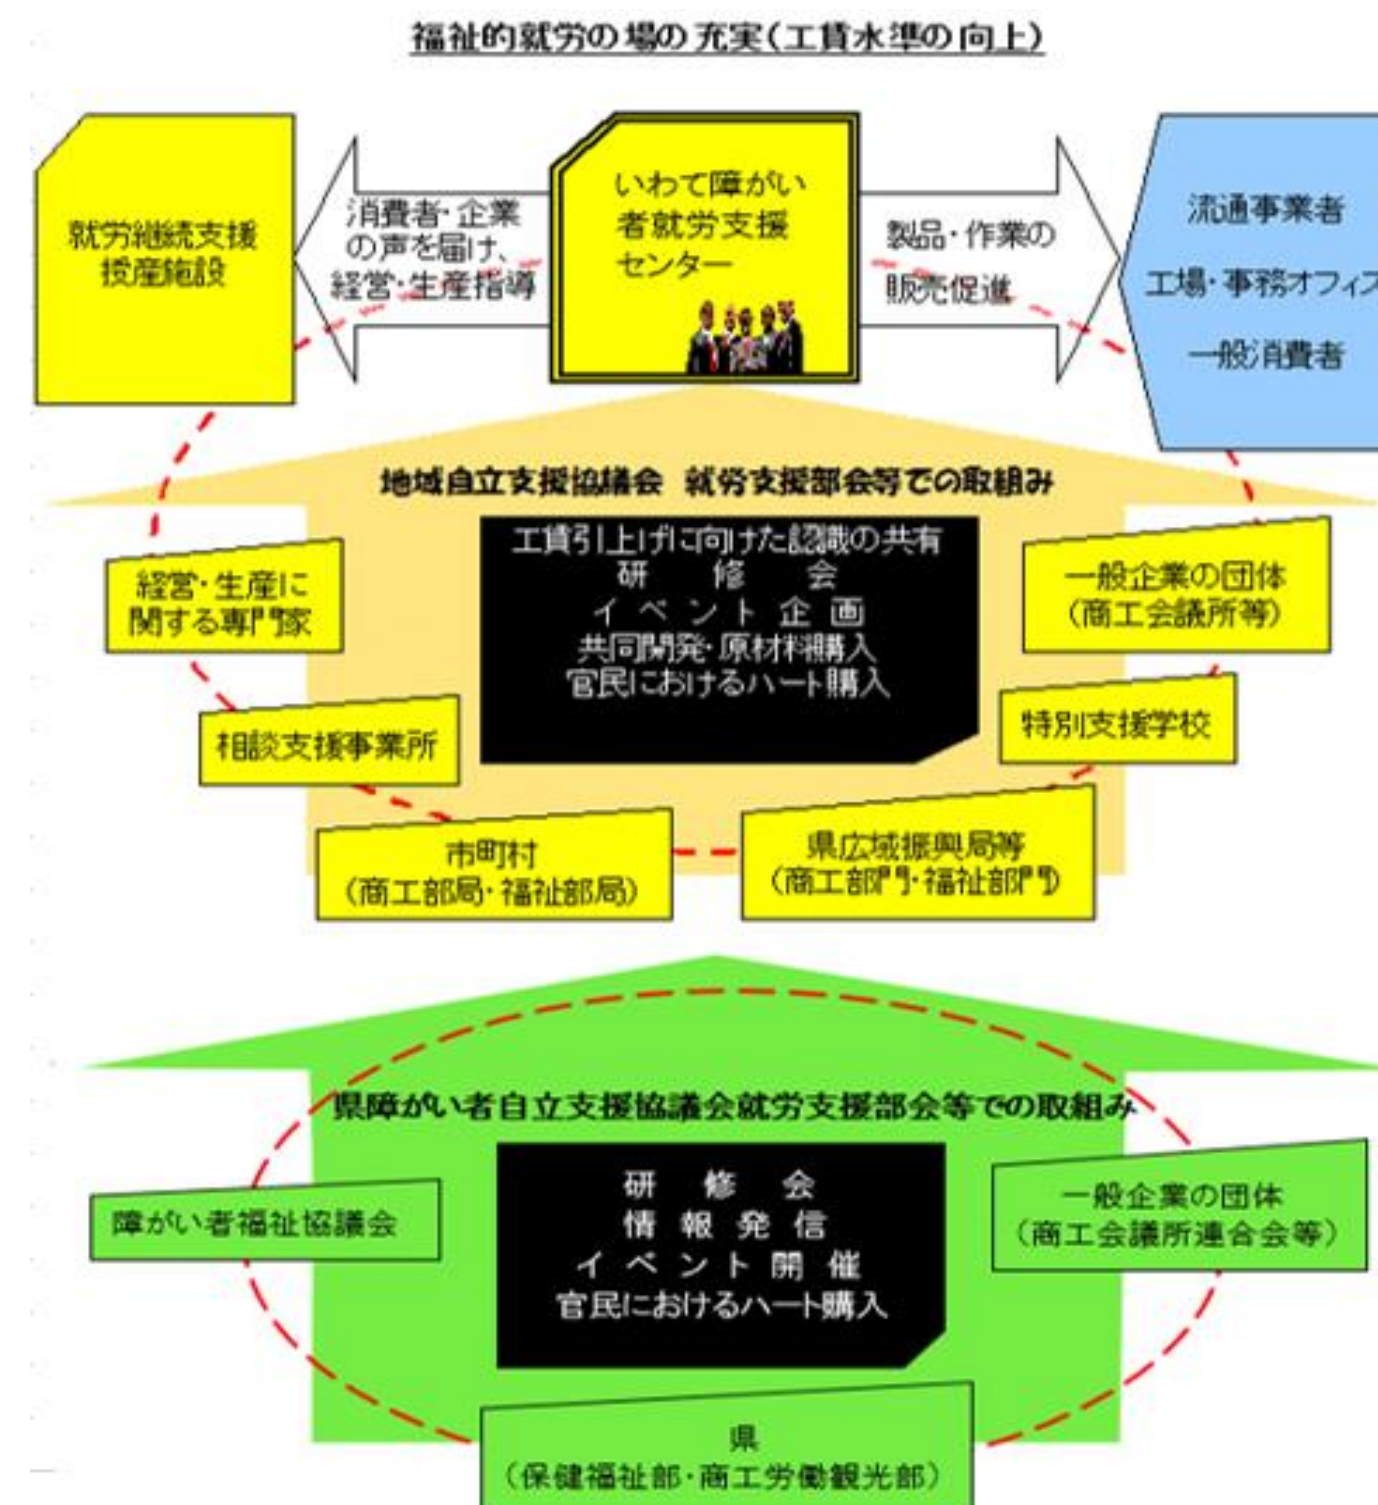 福祉的就労の場の充実(工賃水準の向上)
就労継続支援
授産施設
消費者・企業
の声を届け、
経営・生産指導
いわて障がい
者就労支援
センター
製品・作業の
販売促進
流通事業者
工場・事務オフィス
一般消費者
地域自立支援協議会 就労支援部会等での取組み
工賃引上げに向けた認識の共有
研 修 会
イ ベ ン ト 企 画
共同開発・原材料購入
官民におけるハート購入
経営・生産に
関する専門家
一般企業の団体
(商工会議所等)
相談支援事業所
特別支援学校
市町村
(商工部局・福祉部局)
県広域振興局等
(商工部門・福祉部門)
県障がい者自立支援協議会就労支援部会等での取組み
研 修 会
情 報 発 信
イ ベ ン ト 開 催
官民におけるハート購入
障がい者福祉協議会
一般企業の団体
(商工会議所連合会等)
県
(保健福祉部・商工労働観光部)